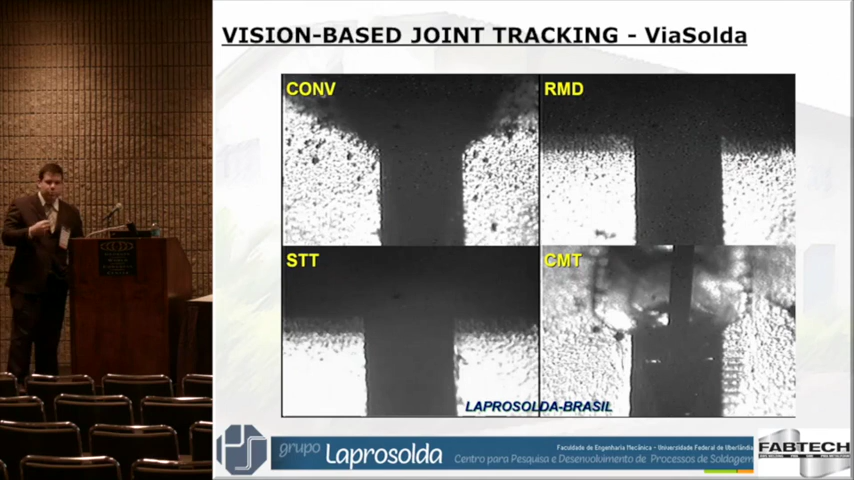 VISION-BASED JOINT TRACKING - ViaSolda
CONV
RMD
STT
CMT
LAPROSOLDA-BRASIL
grupo Laprosolda
Faculdade de Engenharia Mecânica - Universidade Federal de Uberlândia
Centro para Pesquisa e Desenvolvimento de Processos de Soldagem
FABTECH